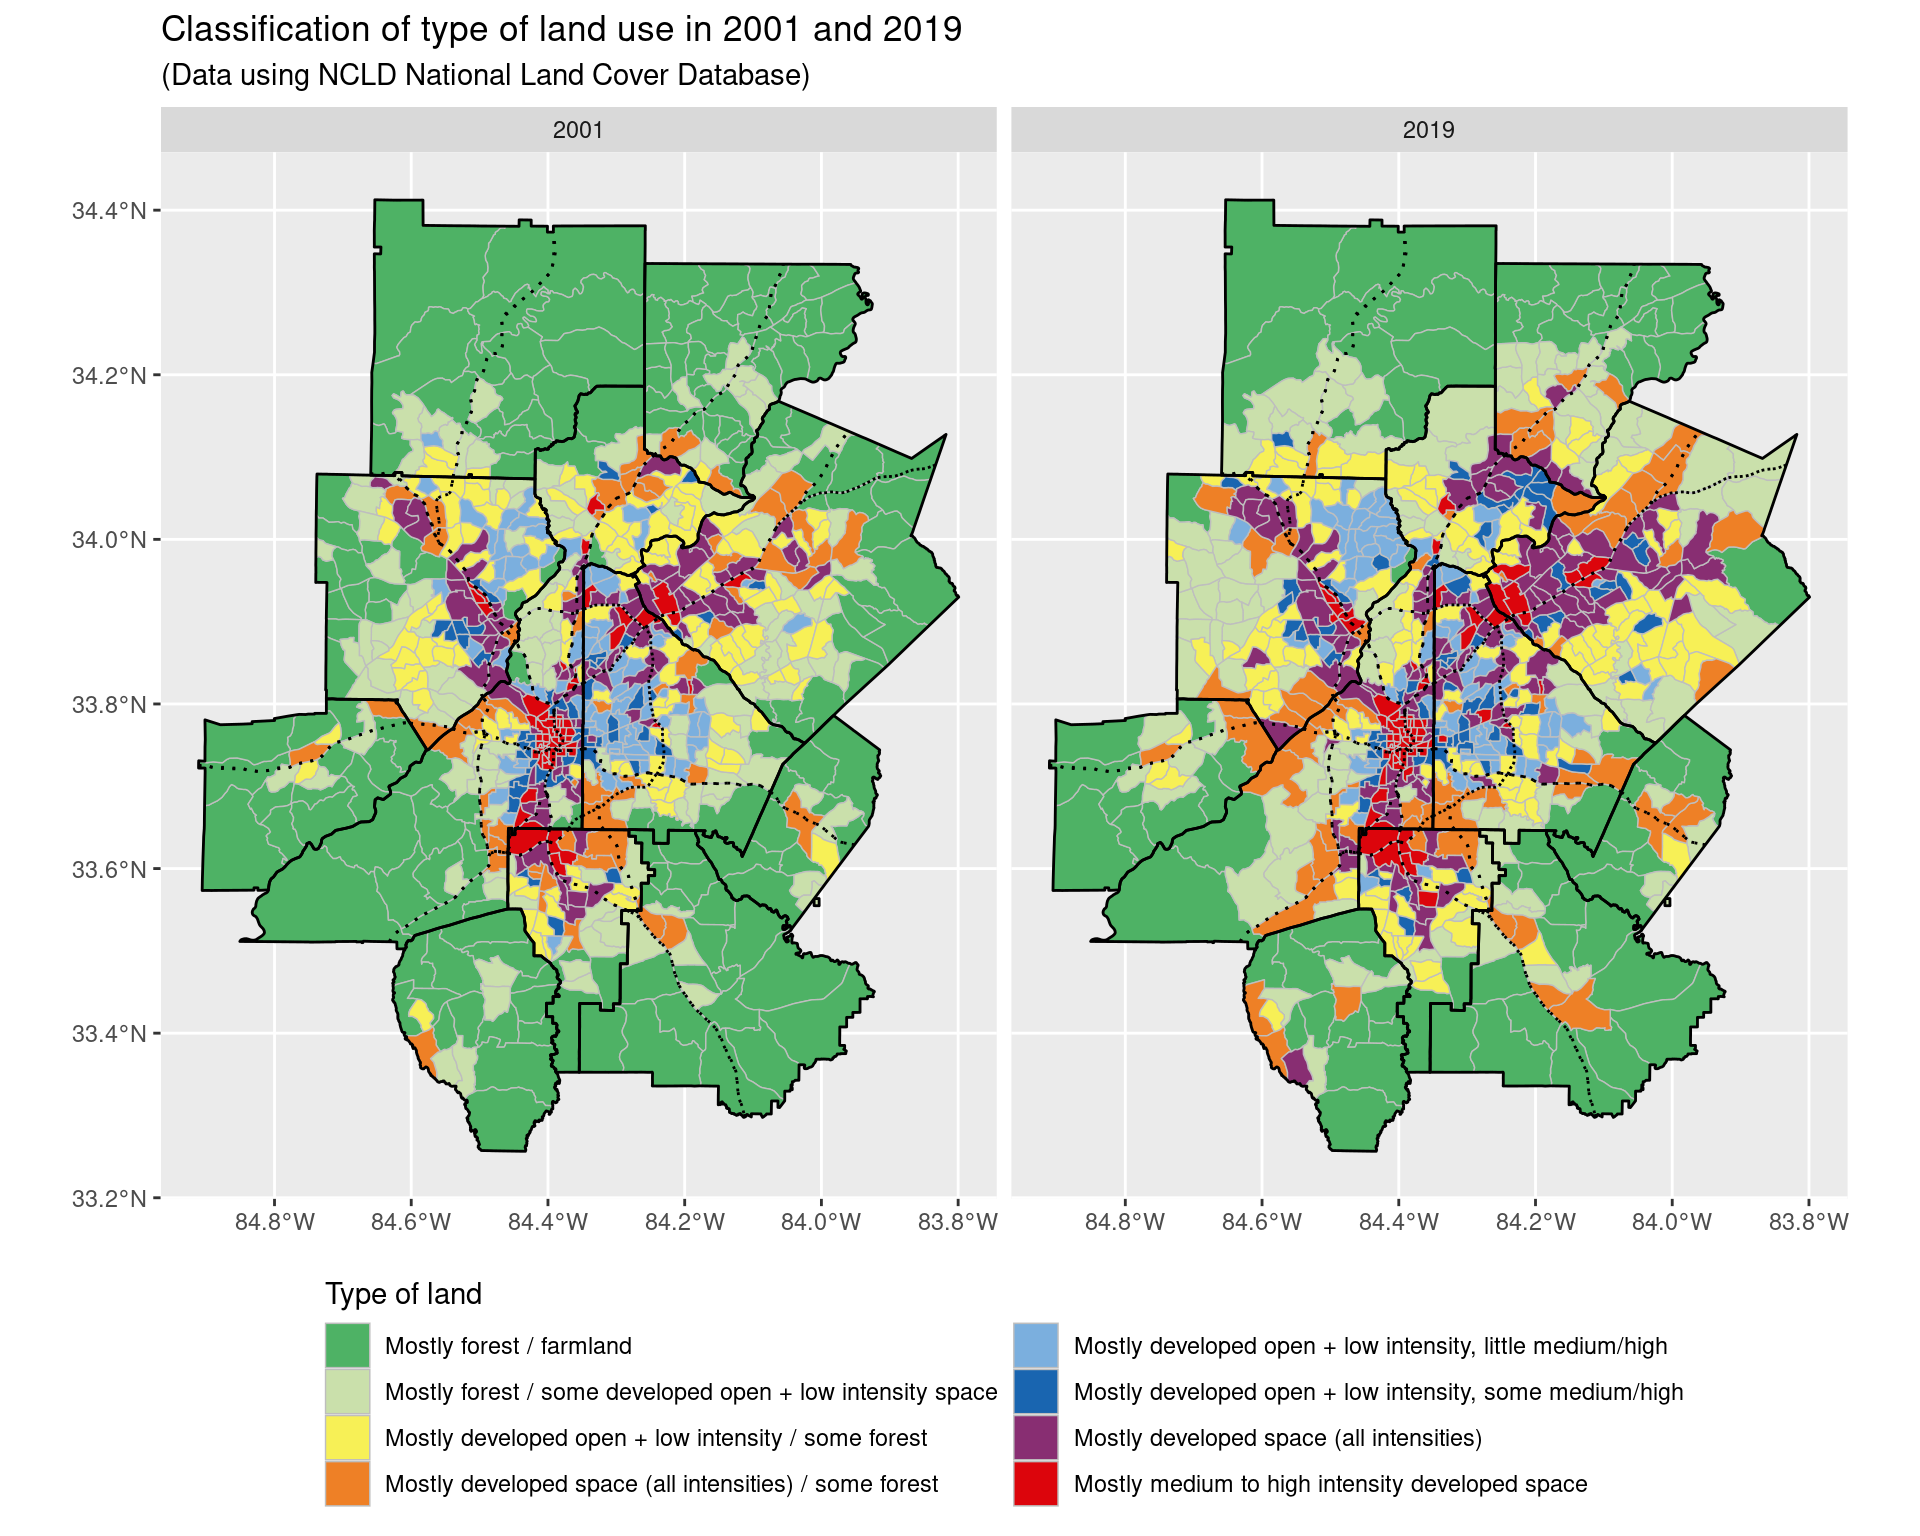 Classification of type of land use in 2001 and 2019
(Data using NCLD National Land Cover Database)
2001
2019
34.4°N
34.2°N
34.0°N
33.8°N
33.6°N
33.4°N
33.2°N
84.8°W 84.6°W 84.4°W 84.2°W 84.0°W 83.8°W
84.8°W 84.6°W 84.4°W 84.2°W 84.0°W 83.8°W
Type of land
Mostly forest / farmland
Mostly forest / some developed open + low intensity space
Mostly developed open + low intensity / some forest
Mostly developed space (all intensities) / some forest
Mostly developed open + low intensity, little medium/high
Mostly developed open + low intensity, some medium/high
Mostly developed space (all intensities)
Mostly medium to high intensity developed space